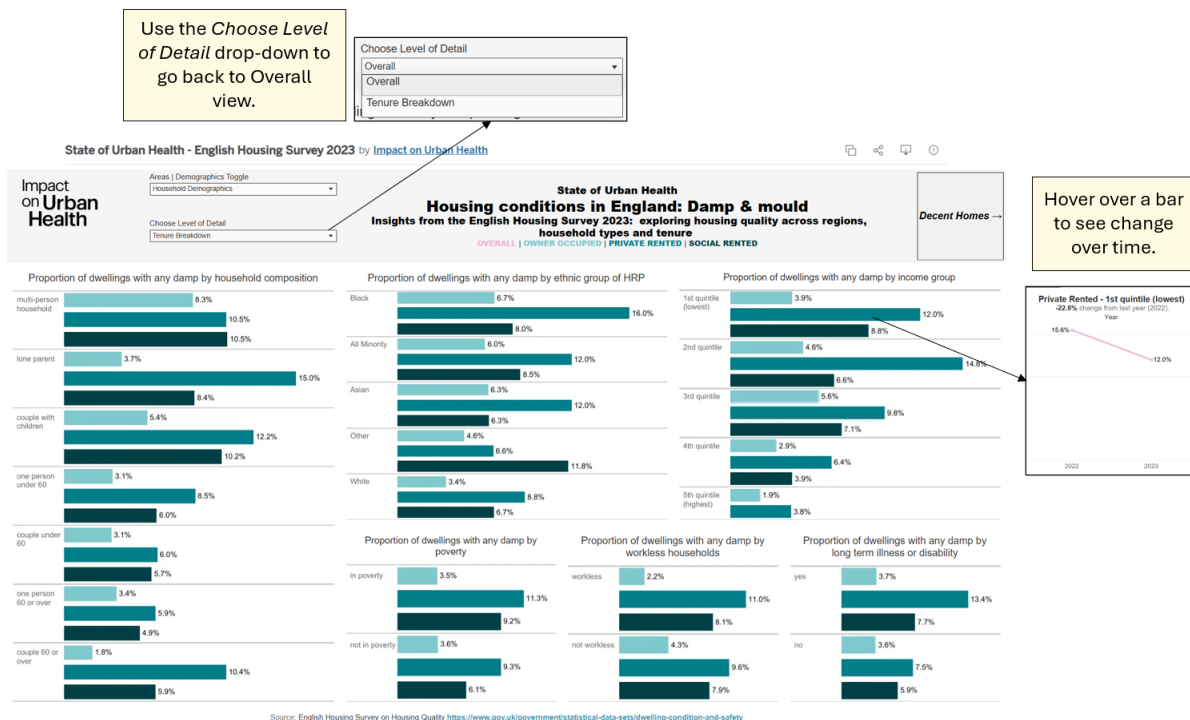 Use the Choose Level
of Detail drop-down to
go back to Overall
view.
Choose Level of Detail
Overall
Overall
Tenure Breakdown
State of Urban Health - English Housing Survey 2023 by Impact on Urban Health
Impact
on Urban
Health
Areas | Demographics Toggle
Household Demographics
Choose Level of Detail
Tenure Breakdown
State of Urban Health
Housing conditions in England: Damp & mould
Insights from the English Housing Survey 2023: exploring housing quality across regions,
household types and tenure
OVERALL | OWNER OCCUPIED | PRIVATE RENTED | SOCIAL RENTED
Decent Homes →
Hover over a bar
to see change
over time.
Proportion of dwellings with any damp by household composition
multi-person
household
8.3%
10.5%
10.5%
lone parent
3.7%
15.0%
8.4%
couple with
children
5.4%
12.2%
10.2%
one person
under 60
3.1%
8.5%
6.0%
couple under
60
3.1%
6.0%
5.7%
one person
60 or over
3.4%
5.9%
4.9%
couple 60 or
over
1.8%
10.4%
5.9%
Proportion of dwellings with any damp by ethnic group of HRP
Black
6.7%
16.0%
8.0%
All Minority
6.0%
12.0%
8.5%
Asian
6.3%
12.0%
6.3%
Other
4.6%
6.6%
11.8%
White
3.4%
8.8%
6.7%
Proportion of dwellings with any damp by income group
1st quintile
(lowest)
3.9%
12.0%
8.8%
2nd quintile
4.6%
14.8%
6.6%
3rd quintile
5.6%
9.8%
7.1%
4th quintile
2.9%
6.4%
3.9%
5th quintile
(highest)
1.9%
3.8%
Private Rented - 1st quintile (lowest)
-22.8% change from last year (2022).
Year
15.6%
12.0%
2022
2023
Proportion of dwellings with any damp by
poverty
in poverty
3.5%
11.3%
9.2%
not in poverty
3.6%
9.3%
6.1%
Proportion of dwellings with any damp by
workless households
workless
2.2%
11.0%
8.1%
not workless
4.3%
9.6%
7.9%
Proportion of dwellings with any damp by
long term illness or disability
yes
3.7%
13.4%
7.7%
no
3.6%
7.5%
5.9%
Source: English Housing Survey on Housing Quality https://www.gov.uk/government/statistical-data-sets/dwelling-condition-and-safety